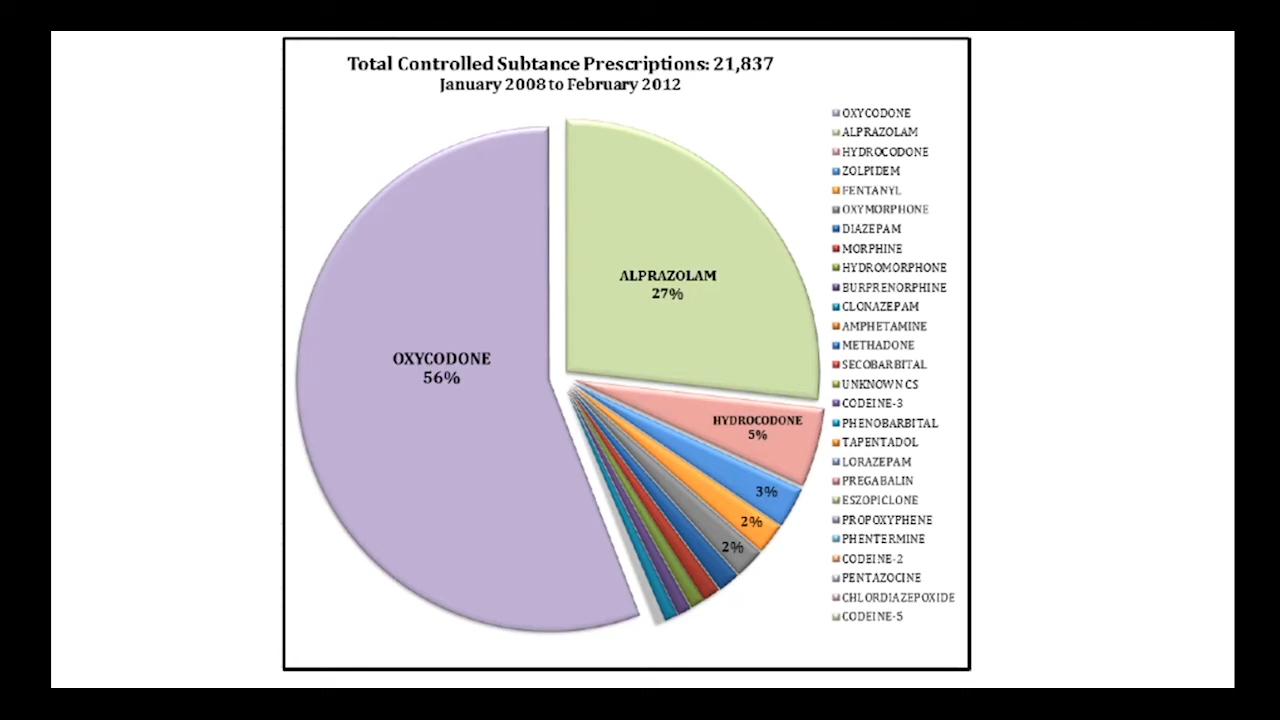 Total Controlled Subtance Prescriptions: 21,837
January 2008 to February 2012
ALPRAZOLAM
27%
OXYCODONE
56%
HYDROCODONE
5%
3%
2%
2%
OXYCODONE
ALPRAZOLAM
HYDROCODONE
ZOLPIDEM
FENTANYL
OXYMORPHONE
DIAZEPAM
MORPHINE
HYDROMORPHONE
BURPRENORPHINE
CLONAZEPAM
AMPHETAMINE
METHADONE
SECOBARBITAL
UNKNOWN CS
CODEINE-3
PHENOBARBITAL
TAPENTADOL
LORAZEPAM
PREGABALIN
ESZOPICLONE
PROPOXYPHENE
PHENTERMINE
CODEINE-2
PENTAZOCINE
CHLORDIAZEPOXIDE
CODEINE-5